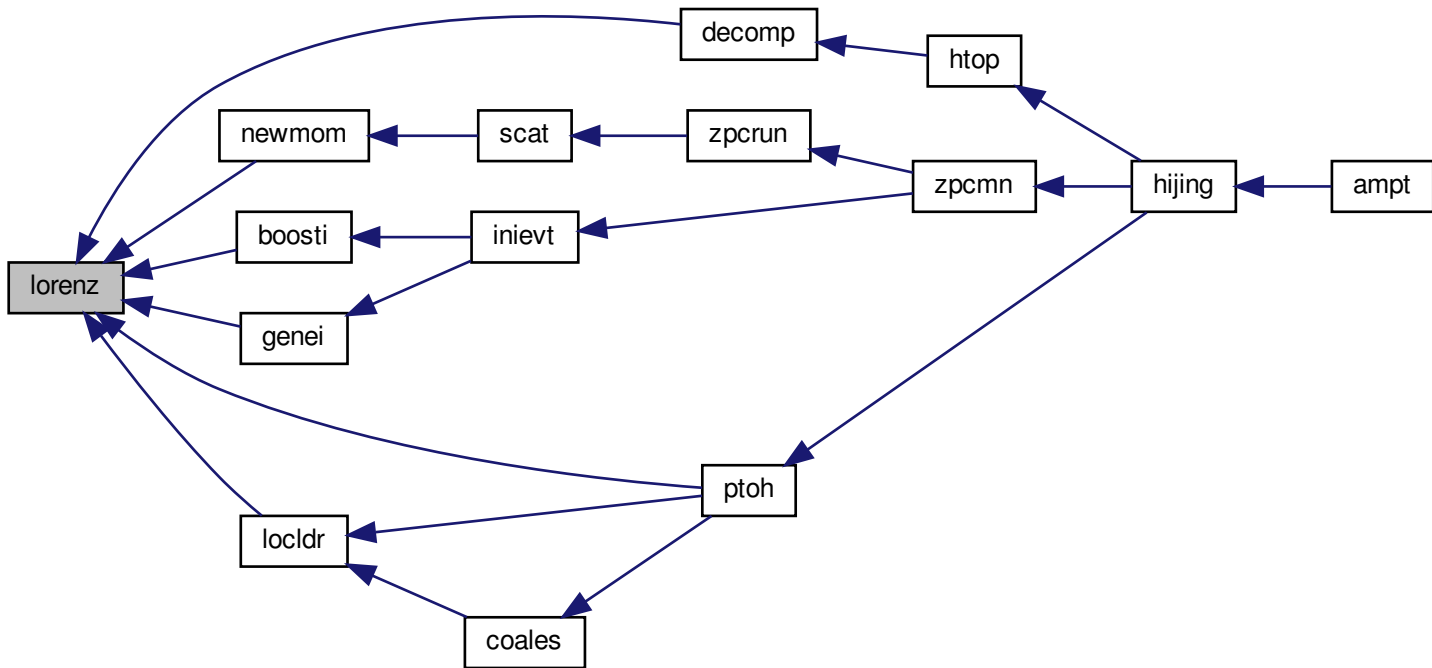 decomp
htop
newmom
scat
zpcrun
zpcmn
hijing
ampt
boosti
inievt
lorenz
genei
ptoh
locldr
coales